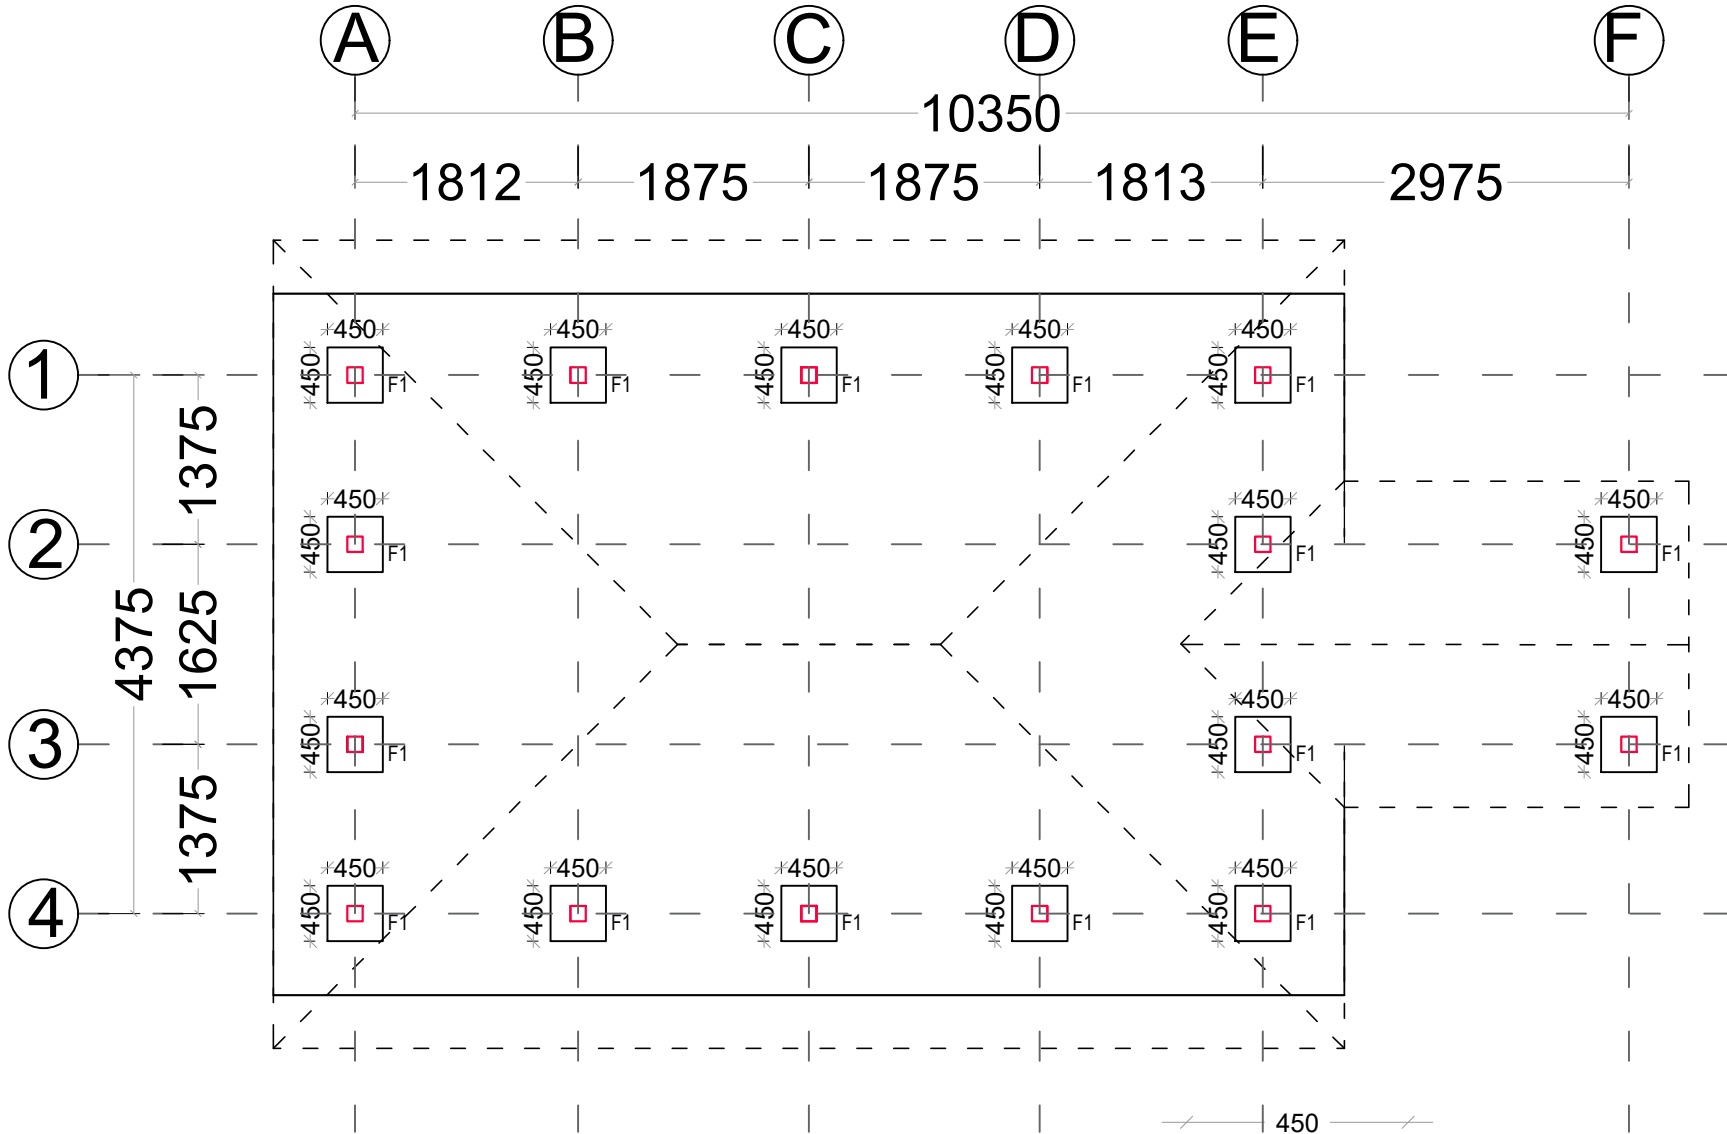 A B C D E F
10350
1812 1875 1875 1813 2975
450 450 450 450 450
1 450 F1 450 F1 450 F1 450 F1 450 F1
1375
450 450 450
2 450 F1 450 F1 450 F1
4375 1625
450 450 450
3 450 F1 450 F1 450 F1
1375
450 450 450 450 450
4 450 F1 450 F1 450 F1 450 F1 450 F1
450